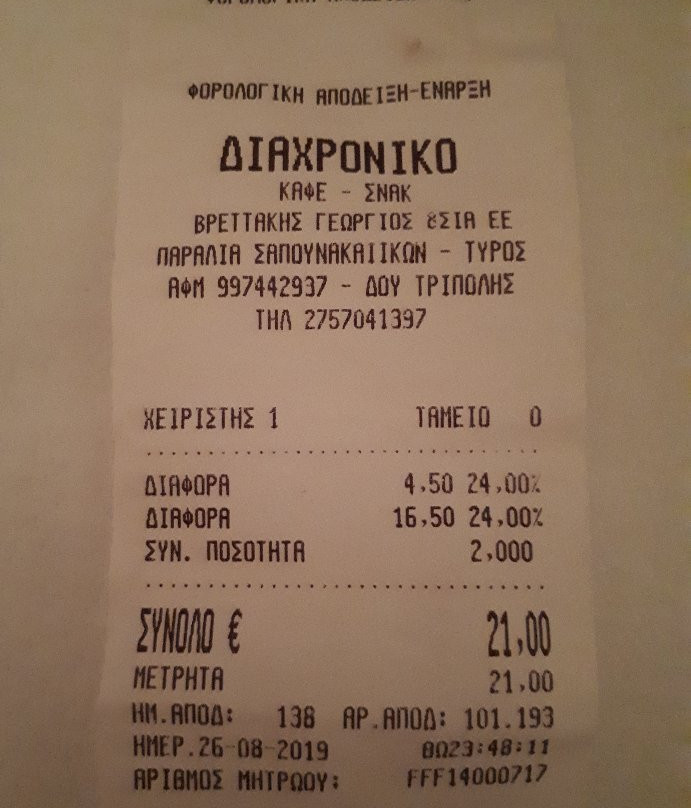 ΦΟΡΟΛΟΓΙΚΗ ΑΠΟΔΕΙΞΗ-ΕΝΑΡΞΗ
ΔΙΑΧΡΟΝΙΚΟ
ΚΑΦΕ - ΣΝΑΚ
ΒΡΕΤΤΑΚΗΣ ΓΕΩΡΓΙΟΣ &ΣΙΑ ΕΕ
ΠΑΡΑΛΙΑ ΣΑΠΟΥΝΑΚΑΙΙΚΩΝ - ΤΥΡΟΣ
ΑΦΜ 997442937 - ΔΟΥ ΤΡΙΠΟΛΗΣ
ΤΗΛ 2757041397
ΧΕΙΡΙΣΤΗΣ 1 ΤΑΜΕΙΟ 0
ΔΙΑΦΟΡΑ 4,50 24,00%
ΔΙΑΦΟΡΑ 16,50 24,00%
ΣΥΝ. ΠΟΣΟΤΗΤΑ 2,000
ΣΥΝΟΛΟ € 21,00
ΜΕΤΡΗΤΑ 21,00
ΗΜ.ΑΠΟΔ: 138 ΑΡ.ΑΠΟΔ: 101.193
ΗΜΕΡ.26-08-2019 ΘΩ23:48:11
ΑΡΙΘΜΟΣ ΜΗΤΡΩΟΥ: FFF14000717